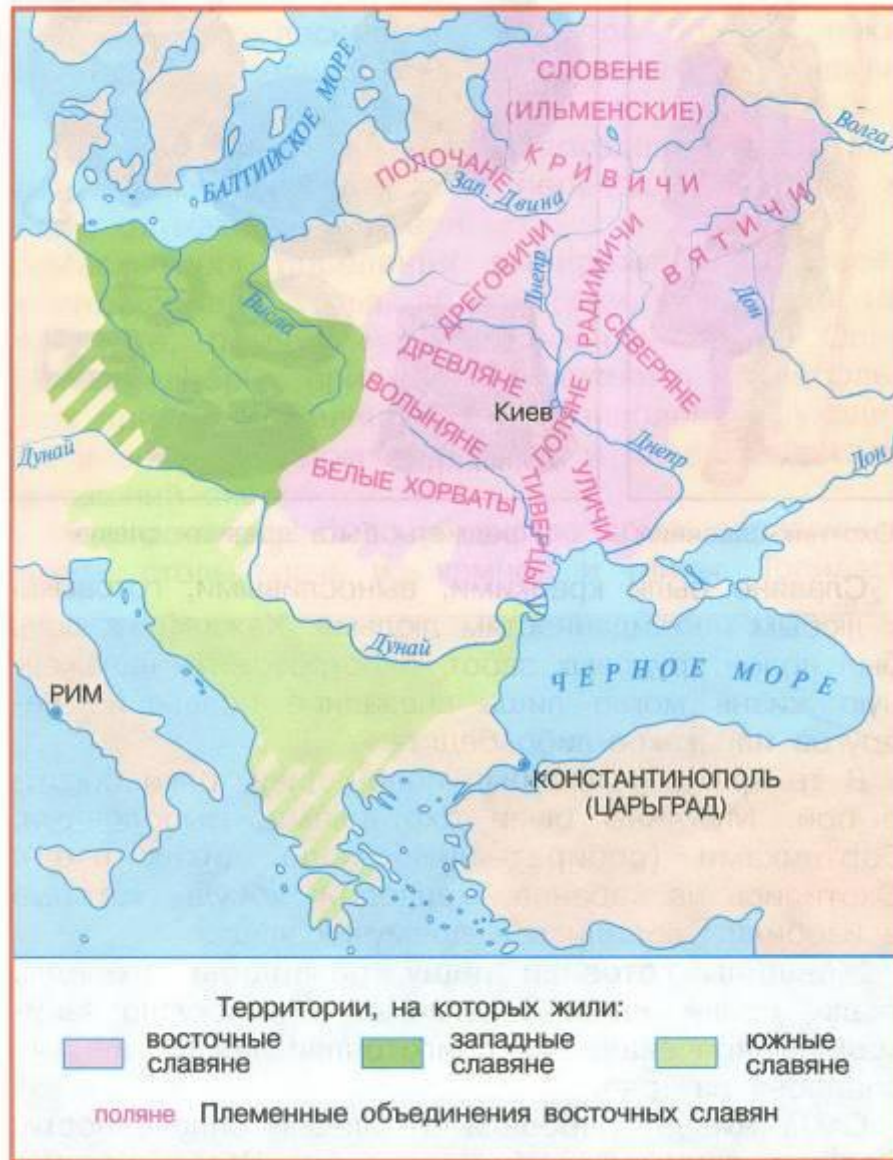 СЛОВЕНЕ
(ИЛЬМЕНСКИЕ)
Волга
БАЛТИЙСКОЕ МОРЕ
ПОЛОЧАНЕ
КРИВИЧИ
Зап. Двина
ВЯТИЧИ
ДРЕГОВИЧИ
Днепр
РАДИМИЧИ
Дон
Висла
СЕВЕРЯНЕ
ДРЕВЛЯНЕ
Киев
ВОЛЫНЯНЕ
ПОЛЯНЕ
Дунай
Днепр
Дон
БЕЛЫЕ ХОРВАТЫ
ТИВЕРЦЫ
УЛИЧИ
Дунай
ЧЕРНОЕ МОРЕ
РИМ
КОНСТАНТИНОПОЛЬ
(ЦАРЬГРАД)
Территории, на которых жили:
восточные
славяне
западные
славяне
южные
славяне
поляне Племенные объединения восточных славян